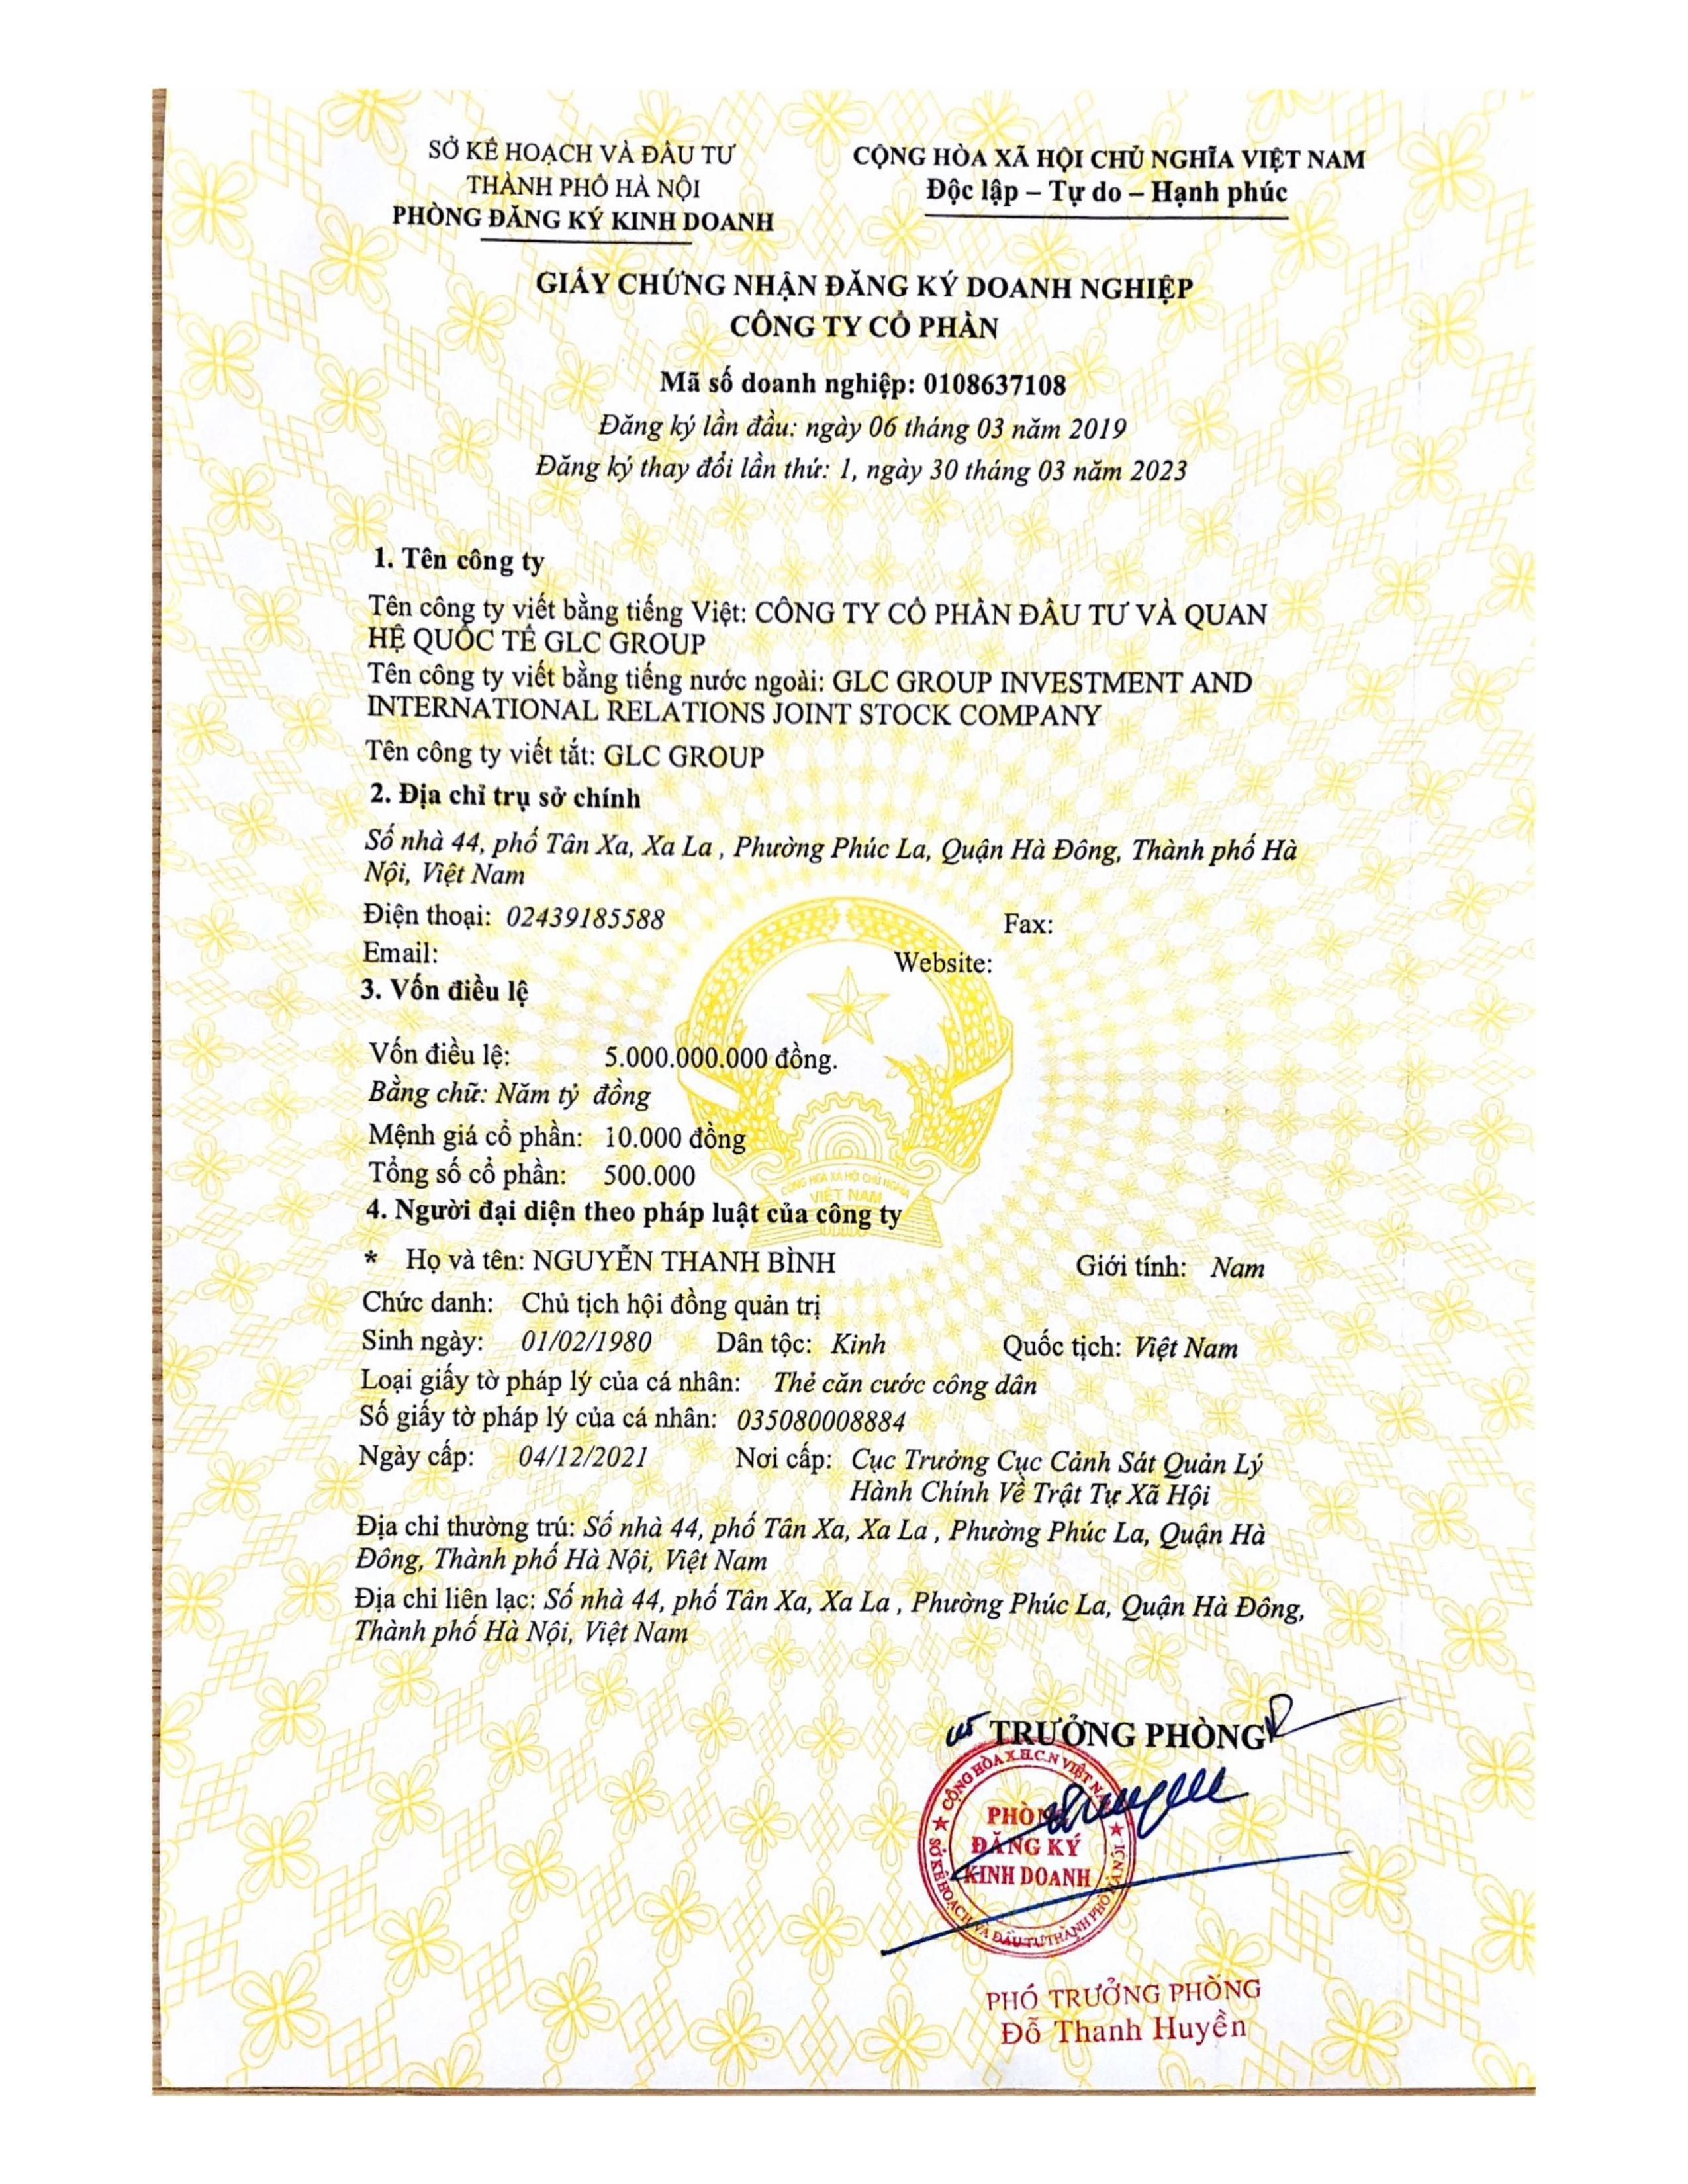 SỞ KẾ HOẠCH VÀ ĐẦU TƯ
THÀNH PHỐ HÀ NỘI
PHÒNG ĐĂNG KÝ KINH DOANH
CỘNG HÒA XÃ HỘI CHỦ NGHĨA VIỆT NAM
Độc lập – Tự do – Hạnh phúc
GIẤY CHỨNG NHẬN ĐĂNG KÝ DOANH NGHIỆP
CÔNG TY CỔ PHẦN
Mã số doanh nghiệp: 0108637108
Đăng ký lần đầu: ngày 06 tháng 03 năm 2019
Đăng ký thay đổi lần thứ: 1, ngày 30 tháng 03 năm 2023
1. Tên công ty
Tên công ty viết bằng tiếng Việt: CÔNG TY CỔ PHẦN ĐẦU TƯ VÀ QUAN
HỆ QUỐC TẾ GLC GROUP
Tên công ty viết bằng tiếng nước ngoài: GLC GROUP INVESTMENT AND
INTERNATIONAL RELATIONS JOINT STOCK COMPANY
Tên công ty viết tắt: GLC GROUP
2. Địa chỉ trụ sở chính
Số nhà 44, phố Tân Xa, Xa La , Phường Phúc La, Quận Hà Đông, Thành phố Hà
Nội, Việt Nam
Điện thoại: 02439185588 Fax:
Email: Website:
3. Vốn điều lệ
Vốn điều lệ: 5.000.000.000 đồng.
Bằng chữ: Năm tỷ đồng
Mệnh giá cổ phần: 10.000 đồng
Tổng số cổ phần: 500.000
CỘNG HÒA XÃ HỘI CHỦ NGHĨA
VIỆT NAM
4. Người đại diện theo pháp luật của công ty
* Họ và tên: NGUYỄN THANH BÌNH Giới tính: Nam
Chức danh: Chủ tịch hội đồng quản trị
Sinh ngày: 01/02/1980 Dân tộc: Kinh Quốc tịch: Việt Nam
Loại giấy tờ pháp lý của cá nhân: Thẻ căn cước công dân
Số giấy tờ pháp lý của cá nhân: 035080008884
Ngày cấp: 04/12/2021 Nơi cấp: Cục Trưởng Cục Cảnh Sát Quản Lý
Hành Chính Về Trật Tự Xã Hội
Địa chỉ thường trú: Số nhà 44, phố Tân Xa, Xa La , Phường Phúc La, Quận Hà
Đông, Thành phố Hà Nội, Việt Nam
Địa chỉ liên lạc: Số nhà 44, phố Tân Xa, Xa La , Phường Phúc La, Quận Hà Đông,
Thành phố Hà Nội, Việt Nam
TRƯỞNG PHÒNG
CỘNG HÒA X.H.C.N VIỆT NAM
PHÒNG
ĐĂNG KÝ
KINH DOANH
SỞ KẾ HOẠCH VÀ ĐẦU TƯ THÀNH PHỐ HÀ NỘI
PHÓ TRƯỞNG PHÒNG
Đỗ Thanh Huyền